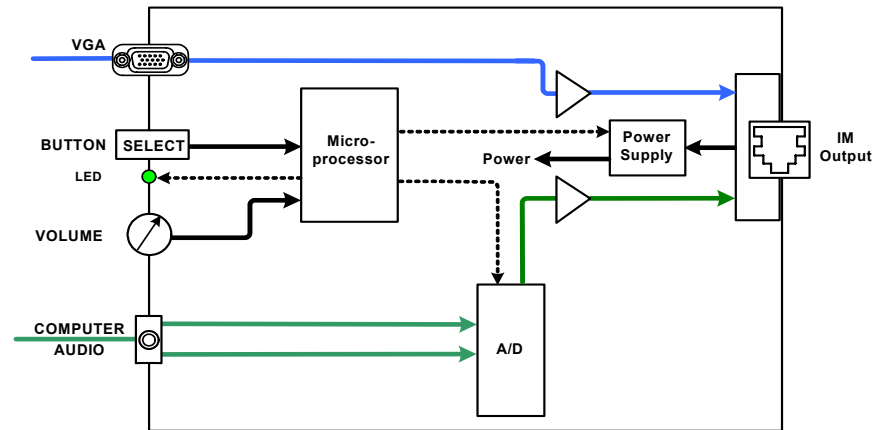 VGA
BUTTON
SELECT
LED
VOLUME
COMPUTER
AUDIO
Micro-
processor
Power
Power
Supply
IM
Output
A/D